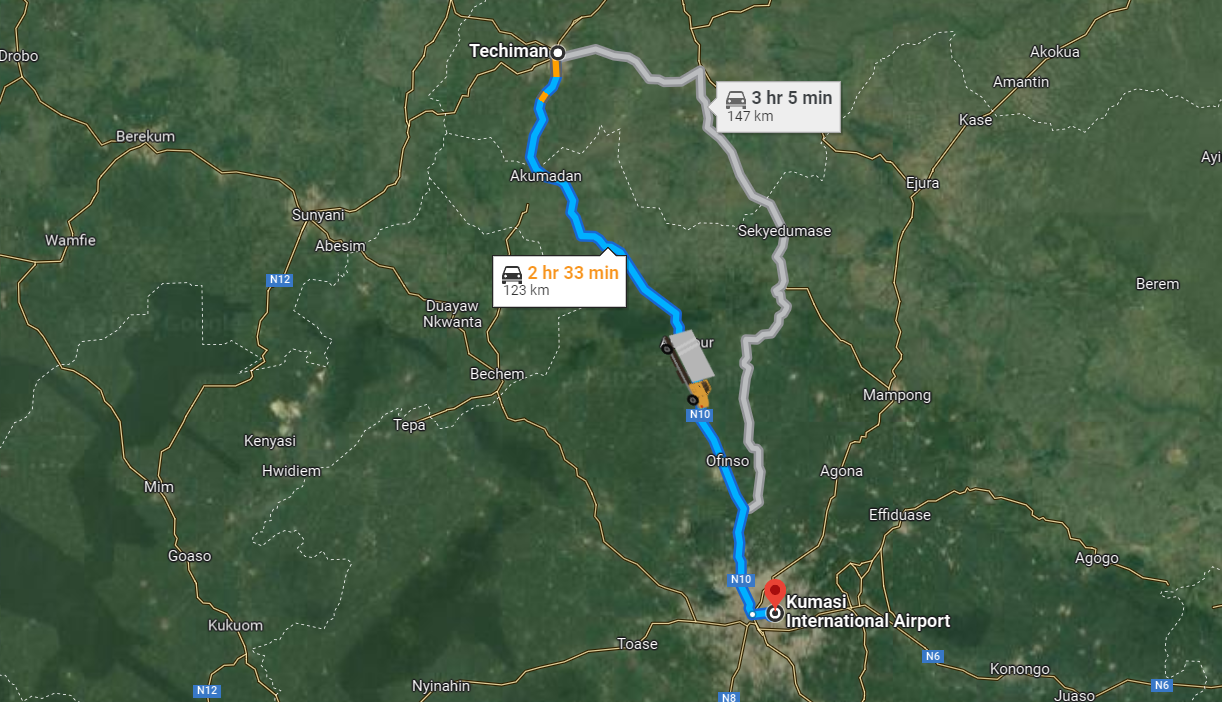 Techiman
Drobo
Akokua
Amantin
3 hr 5 min
147 km
Kase
Berekum
Ayi
Akumadan
Ejura
Sunyani
Sekyedumase
Wamfie
Abesim
2 hr 33 min
123 km
N12
Berem
Duayaw
Nkwanta
Bechem
Mampong
N10
Tepa
Kenyasi
Ofinso
Hwidiem
Agona
Mim
Effiduase
Goaso
Agogo
N10
Kumasi
International Airport
Kukuom
Toase
N6
Konongo
Nyinahin
N12
N6
N8
Juaso